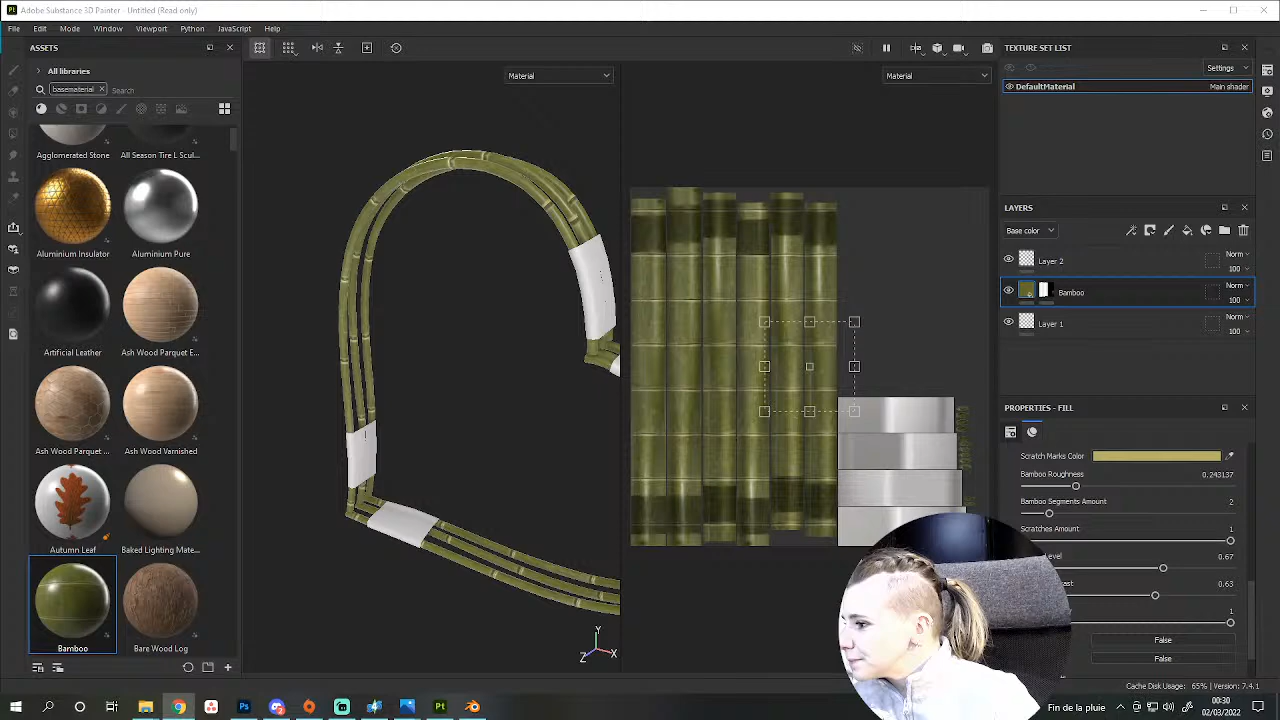 Adobe Substance 3D Painter - Untitled (Read only)
File Edit Mode Window Viewport Python JavaScript Help
ASSETS
All libraries
basematerial
Search
Agglomerated Stone
All Season Tire L Scul...
Aluminium Insulator
Aluminium Pure
Artificial Leather
Ash Wood Parquet E...
Ash Wood Parquet...
Ash Wood Varnished
Autumn Leaf
Baked Lighting Mate...
Bamboo
Bare Wood Log
Material
Material
Y
Z
X
TEXTURE SET LIST
Settings
DefaultMaterial
Main shader
LAYERS
Base color
Layer 2
Norm
100
Bamboo
Norm
100
Layer 1
Norm
100
PROPERTIES - FILL
Scratch Marks Color
Bamboo Roughness
0.243137
Bamboo Segments Amount
2
Scratches Amount
1
Level
0.67
ast
0.63
1
False
False
Cache Disk Usage: 65% | Version: 7.4.1
Fin de la pluie
00:30
02/03/2022